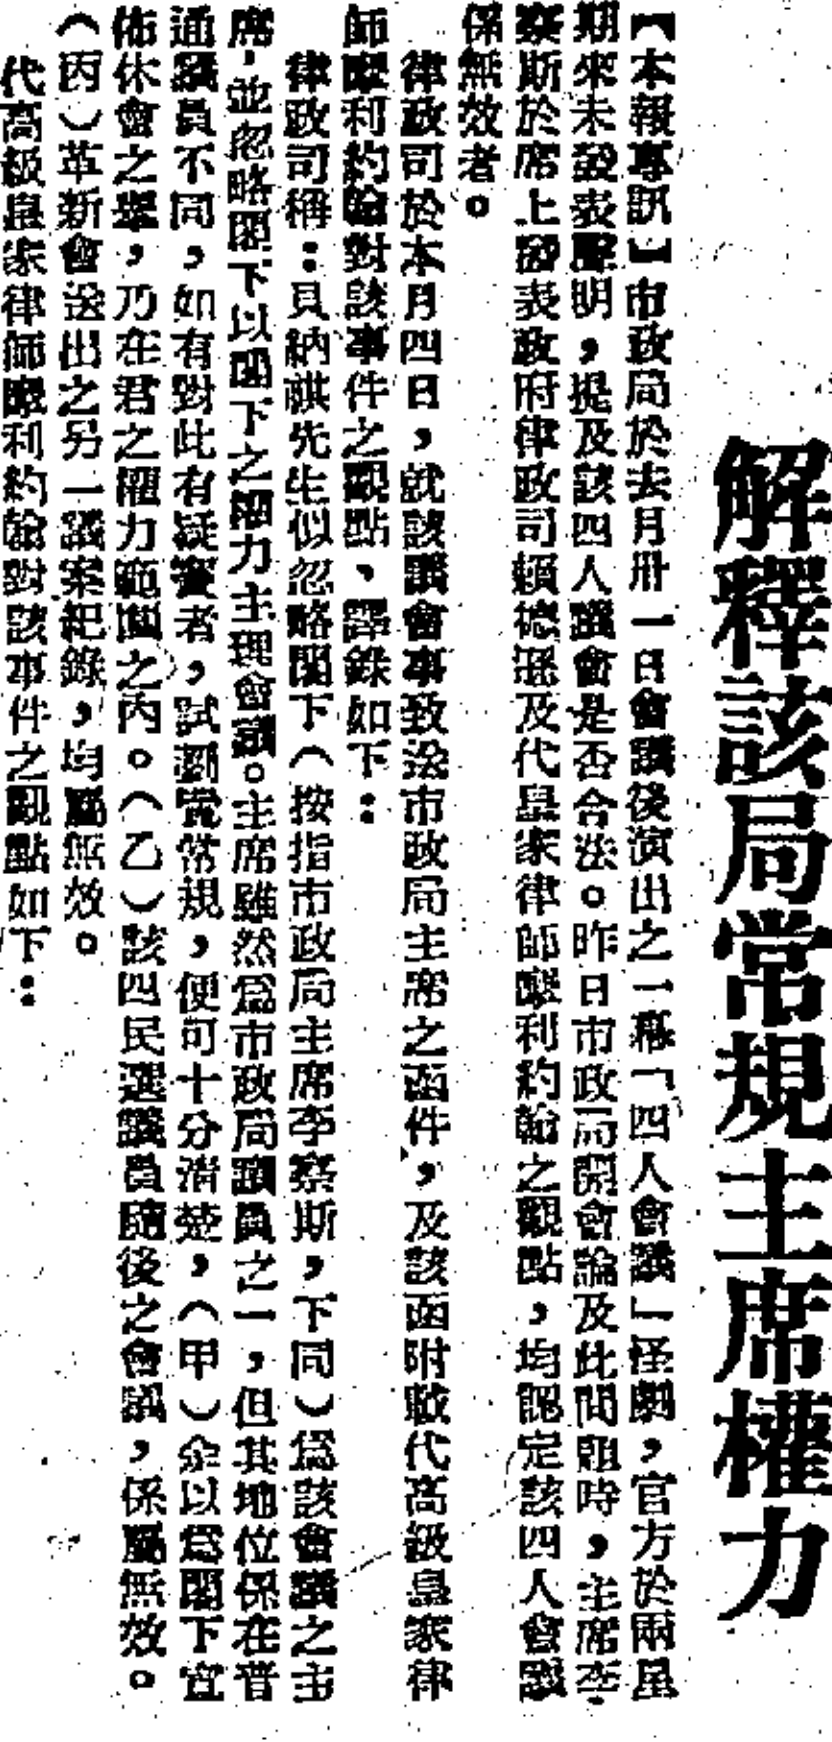 解釋該局常規主席權力
【本報專訊】市政局於去月卅一日會議後演出之一幕「四人會議」怪劇，官方於兩星
期來未發表聲明，提及該四人議會是否合法。昨日市政局開會論及此問題時，主席李
察斯於席上發表政府律政司賴德邇及代皇家律師摩利約翰之觀點，均認定該四人會議
係無效者。
律政司於本月四日，就該議會事致送市政局主席之函件，及該函附載代高級皇家律
師摩利約翰對該事件之觀點，譯錄如下：
律政司稱：貝納祺先生似忽略閣下（按指市政局主席李察斯，下同）為該會議之主
席，並忽略閣下以閣下之權力主理會議。主席雖然為市政局議員之一，但其地位係在普
通議員不同，如有對此有疑竇者，試瀏覽常規，便可十分清楚，（甲）余以為閣下宣
佈休會之舉，乃在君之權力範圍之內。（乙）該四民選議員隨後之會議，係屬無效。
（丙）革新會送出之另一議案紀錄，均屬無效。
代高級皇家律師摩利約翰對該事件之觀點如下：